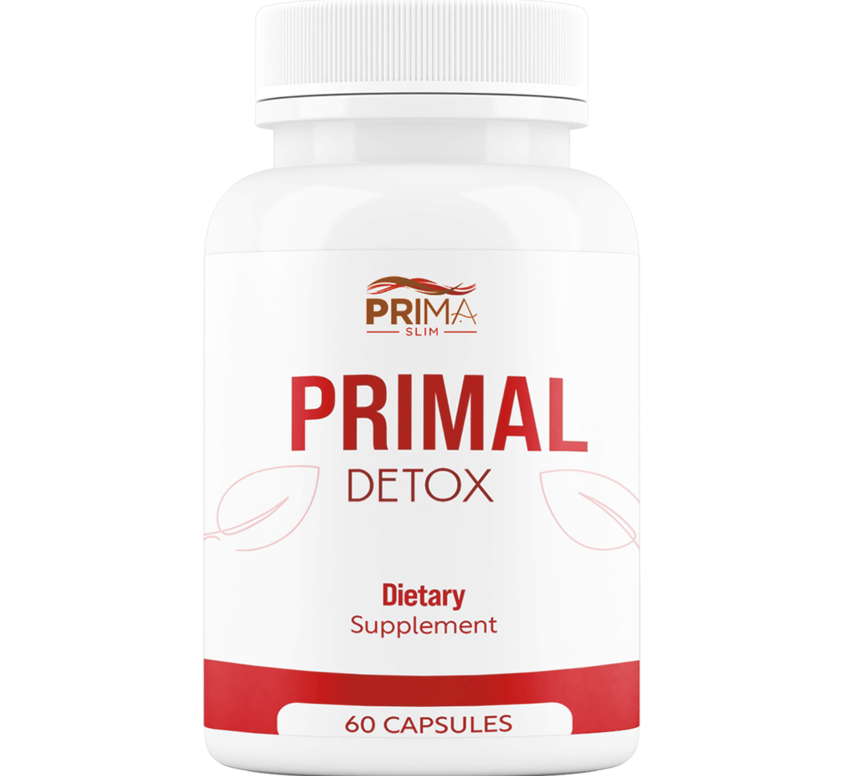 PRIMA
SLIM
PRIMAL
DETOX
Dietary
Supplement
60 CAPSULES